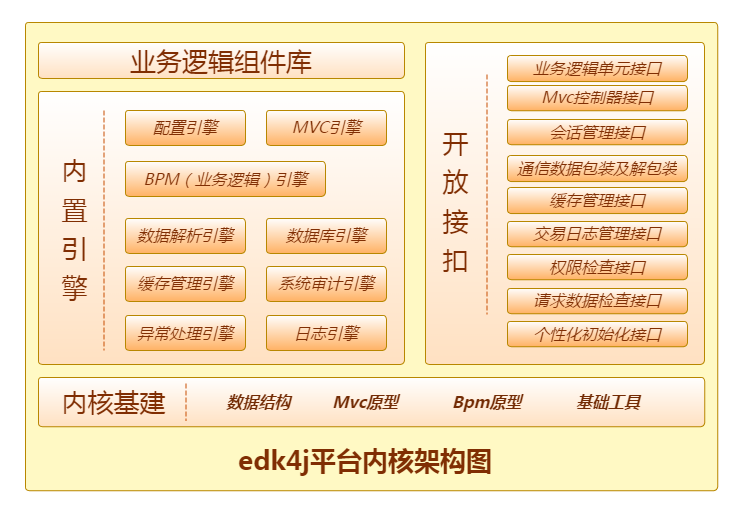 业务逻辑组件库
内置引擎
配置引擎
MVC引擎
BPM（业务逻辑）引擎
数据解析引擎
数据库引擎
缓存管理引擎
系统审计引擎
异常处理引擎
日志引擎
开放接扣
业务逻辑单元接口
Mvc控制器接口
会话管理接口
通信数据包装及解包装
缓存管理接口
交易日志管理接口
权限检查接口
请求数据检查接口
个性化初始化接口
内核基建
数据结构
Mvc原型
Bpm原型
基础工具
edk4j平台内核架构图